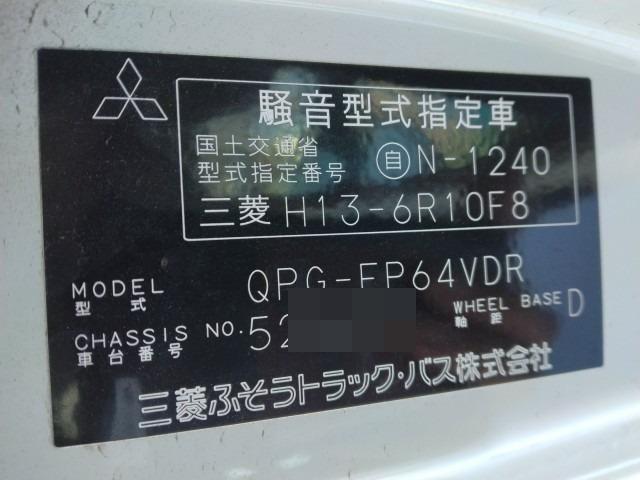 騒音型式指定車
国土交通省
型式指定番号 自N-1240
三菱 H13-6R10F8
MODEL
型式 QPG-FP64VDR
CHASSIS NO. 52
車台番号
WHEEL BASE D
軸距
三菱ふそうトラック・バス株式会社